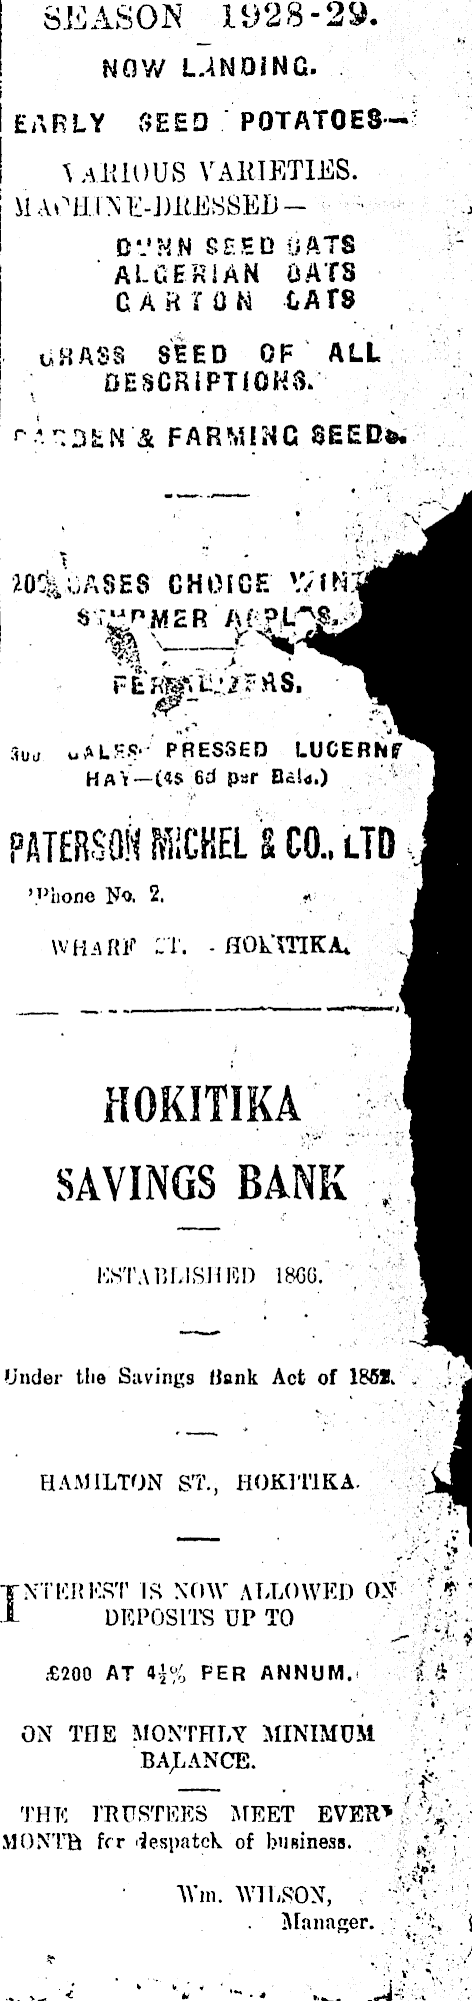 SEASON 1928-29.
NOW LANDING.
EARLY SEED POTATOES—
VARIOUS VARIETIES.
MACHINE-DRESSED—
DUNN SEED OATS
ALGERIAN OATS
GARTON OATS
GRASS SEED OF ALL
DESCRIPTIONS.
GARDEN & FARMING SEEDS.
CASES CHOICE
STURMER APPLES.
FERTILIZERS.
BALES PRESSED LUCERNE
HAY—(4s 6d per Bale.)
PATERSON MICHEL & CO., LTD
'Phone No. 2.
WHARF ST. - HOKITIKA.
HOKITIKA
SAVINGS BANK
ESTABLISHED 1866.
Under the Savings Bank Act of
HAMILTON ST., HOKITIKA.
INTEREST IS NOW ALLOWED ON
DEPOSITS UP TO
£200 AT 4½% PER ANNUM.
ON THE MONTHLY MINIMUM
BALANCE.
THE TRUSTEES MEET EVERY
MONTH for despatch of business.
Wm. WILSON,
Manager.